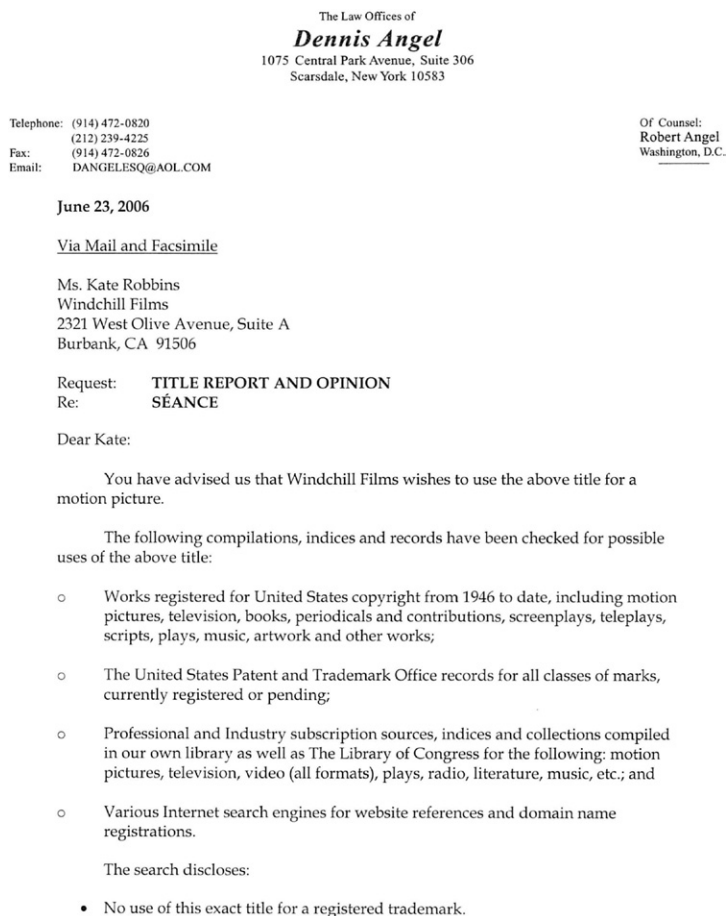 The Law Offices of
Dennis Angel
1075 Central Park Avenue, Suite 306
Scarsdale, New York 10583
Telephone: (914) 472-0820
(212) 239-4225
Fax: (914) 472-0826
Email: DANGELESQ@AOL.COM
Of Counsel:
Robert Angel
Washington, D.C.
June 23, 2006
Via Mail and Facsimile
Ms. Kate Robbins
Windchill Films
2321 West Olive Avenue, Suite A
Burbank, CA 91506
Request: TITLE REPORT AND OPINION
Re: SÉANCE
Dear Kate:
You have advised us that Windchill Films wishes to use the above title for a
motion picture.
The following compilations, indices and records have been checked for possible
uses of the above title:
o Works registered for United States copyright from 1946 to date, including motion
pictures, television, books, periodicals and contributions, screenplays, teleplays,
scripts, plays, music, artwork and other works;
o The United States Patent and Trademark Office records for all classes of marks,
currently registered or pending;
o Professional and Industry subscription sources, indices and collections compiled
in our own library as well as The Library of Congress for the following: motion
pictures, television, video (all formats), plays, radio, literature, music, etc.; and
o Various Internet search engines for website references and domain name
registrations.
The search discloses:
• No use of this exact title for a registered trademark.